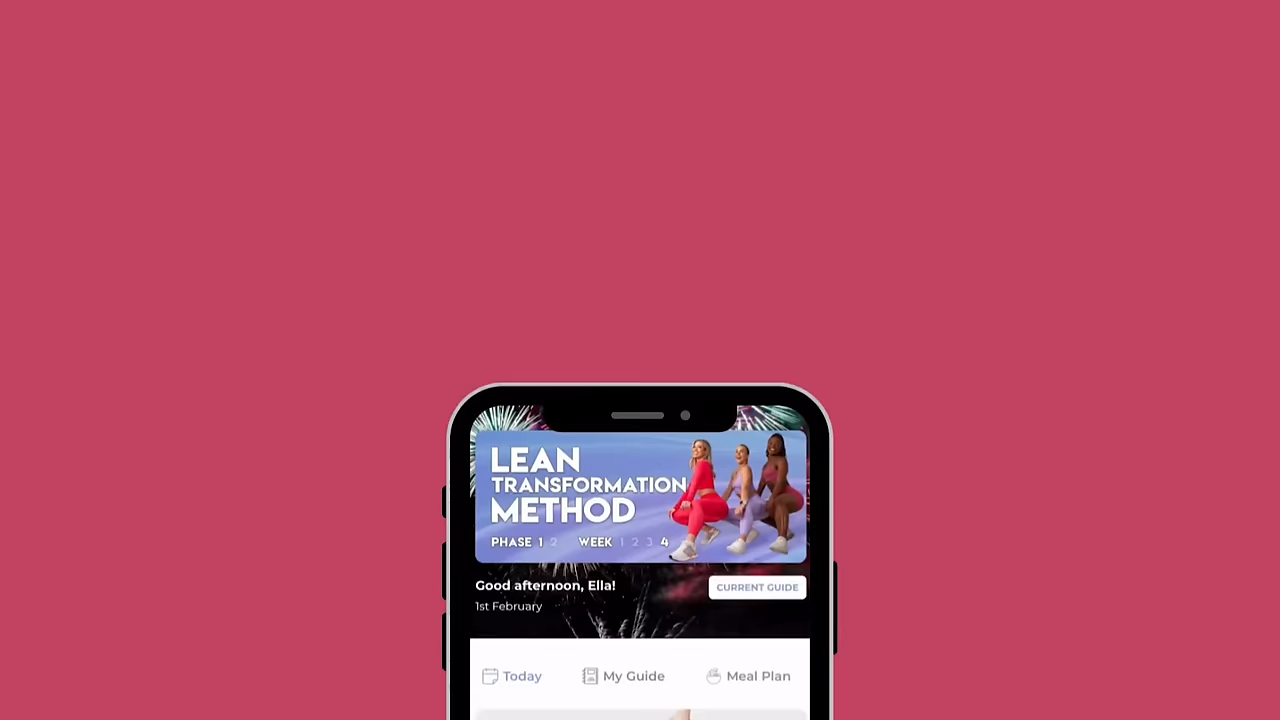 LEAN
TRANSFORMATION
METHOD
PHASE 1 2 WEEK 1 2 3 4
Good afternoon, Ella!
CURRENT GUIDE
1st February
Today My Guide Meal Plan